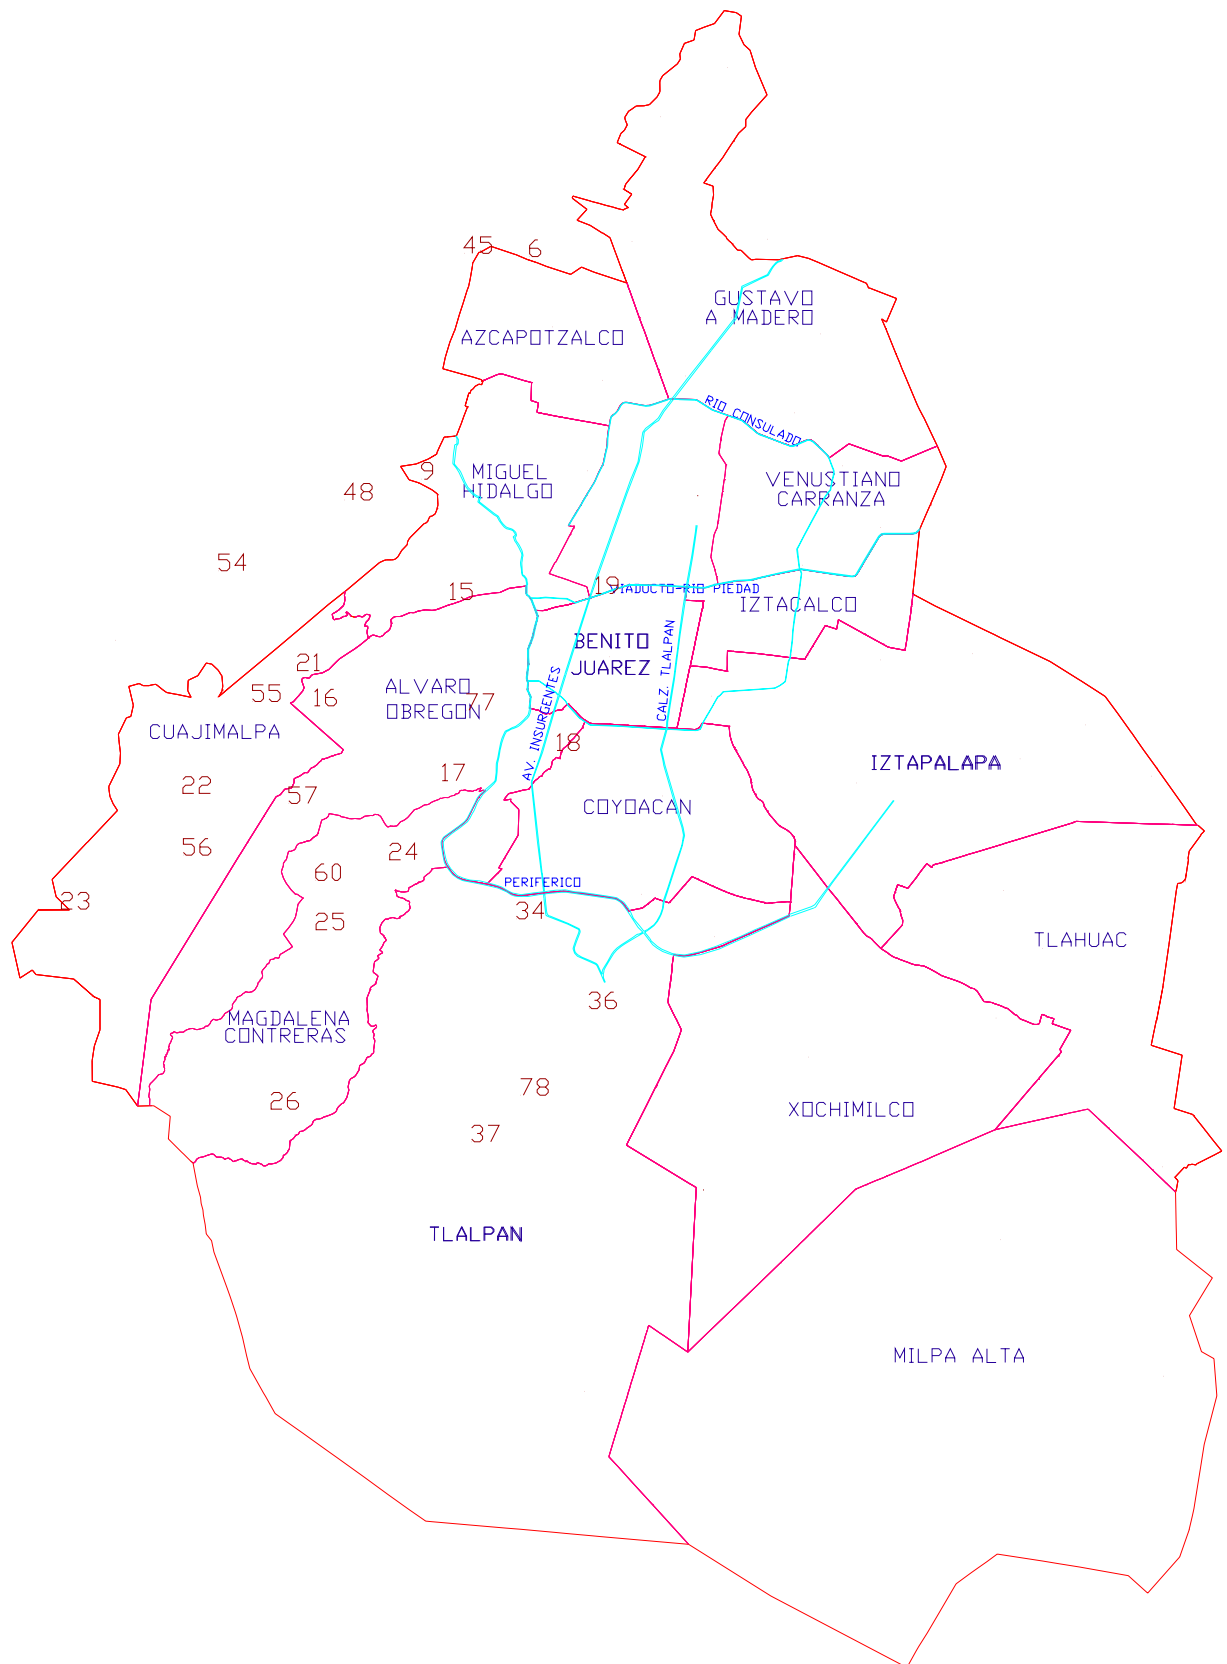 45
6
GUSTAVO
A MADERO
AZCAPOTZALCO
RIO CONSULADO
9
MIGUEL
HIDALGO
48
VENUSTIANO
CARRANZA
54
15
19
VIADUCTO-RIO PIEDAD
IZTACALCO
BENITO
JUAREZ
CALZ. TLALPAN
AV. INSURGENTES
21
55
16
ALVARO
OBREGON
77
CUAJIMALPA
18
IZTAPALAPA
17
22
57
COYOACAN
56
24
60
PERIFERICO
23
34
25
TLAHUAC
36
MAGDALENA
CONTRERAS
78
26
XOCHIMILCO
37
TLALPAN
MILPA ALTA